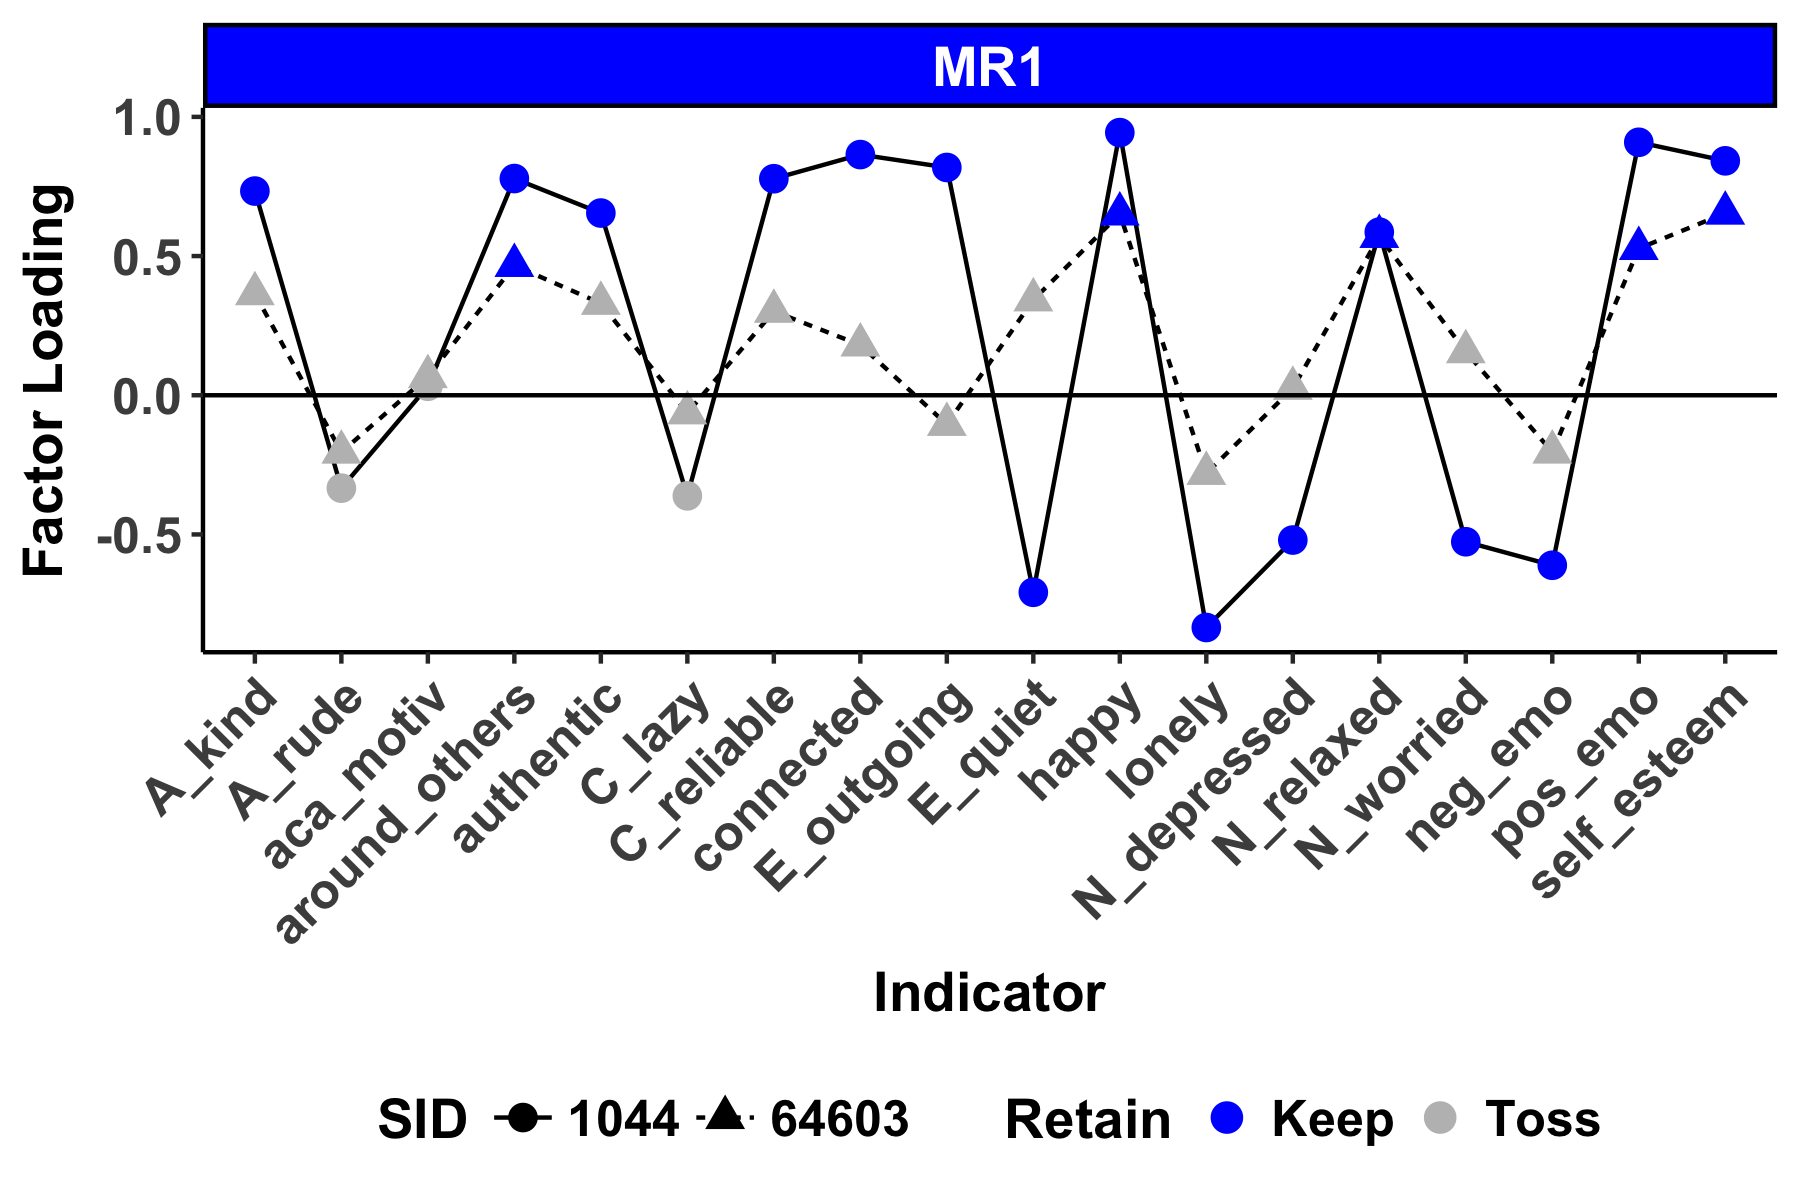 MR1
1.0
0.5
0.0
-0.5
Factor Loading
A_kind
A_rude
aca_motiv
around_others
authentic
C_lazy
C_reliable
connected
E_outgoing
E_quiet
happy
lonely
N_depressed
N_relaxed
N_worried
neg_emo
pos_emo
self_esteem
Indicator
SID 1044 64603 Retain Keep Toss